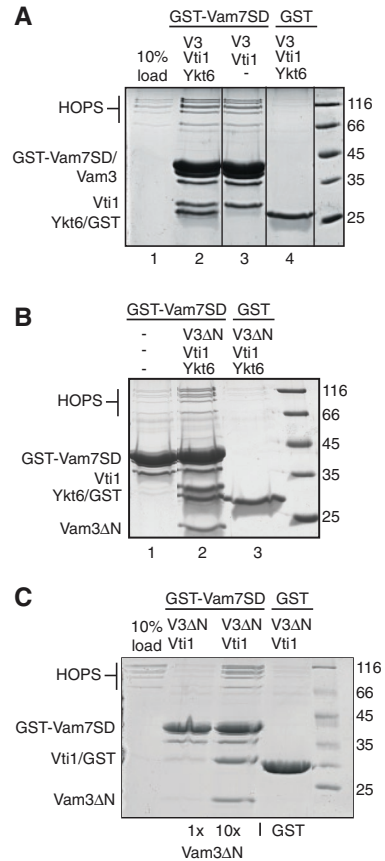 A
GST-Vam7SD GST
10% load
V3 Vti1 Ykt6
V3 Vti1 -
V3 Vti1 Ykt6
HOPS
GST-Vam7SD/
Vam3
Vti1
Ykt6/GST
116
66
45
35
25
1 2 3 4
B
GST-Vam7SD GST
- V3ΔN V3ΔN
- Vti1 Vti1
- Ykt6 Ykt6
HOPS
GST-Vam7SD
Vti1
Ykt6/GST
Vam3ΔN
116
66
45
35
25
1 2 3
C
GST-Vam7SD GST
10% V3ΔN V3ΔN V3ΔN
load Vti1 Vti1 Vti1
HOPS
GST-Vam7SD
Vti1/GST
Vam3ΔN
116
66
45
35
25
1x 10x | GST
Vam3ΔN